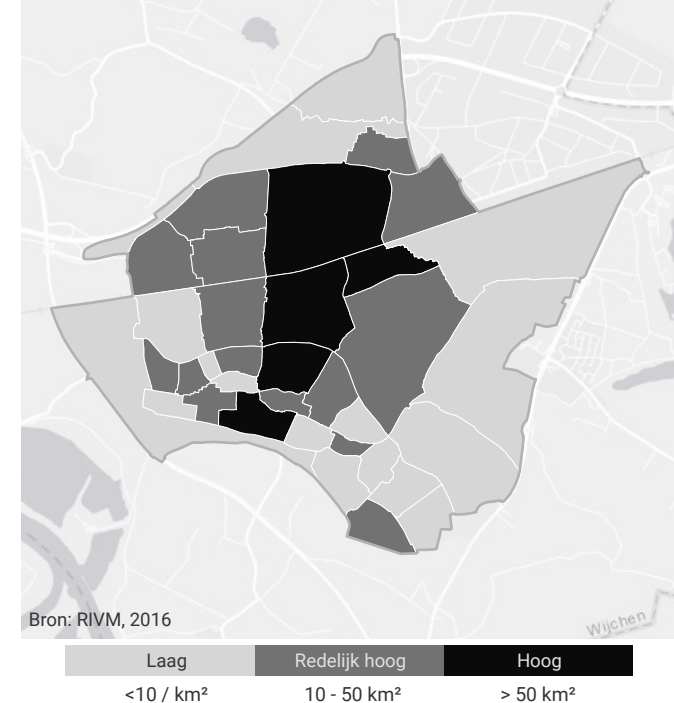 Bron: RIVM, 2016
Wijchen
Laag Redelijk hoog Hoog
<10 / km² 10 - 50 km² > 50 km²